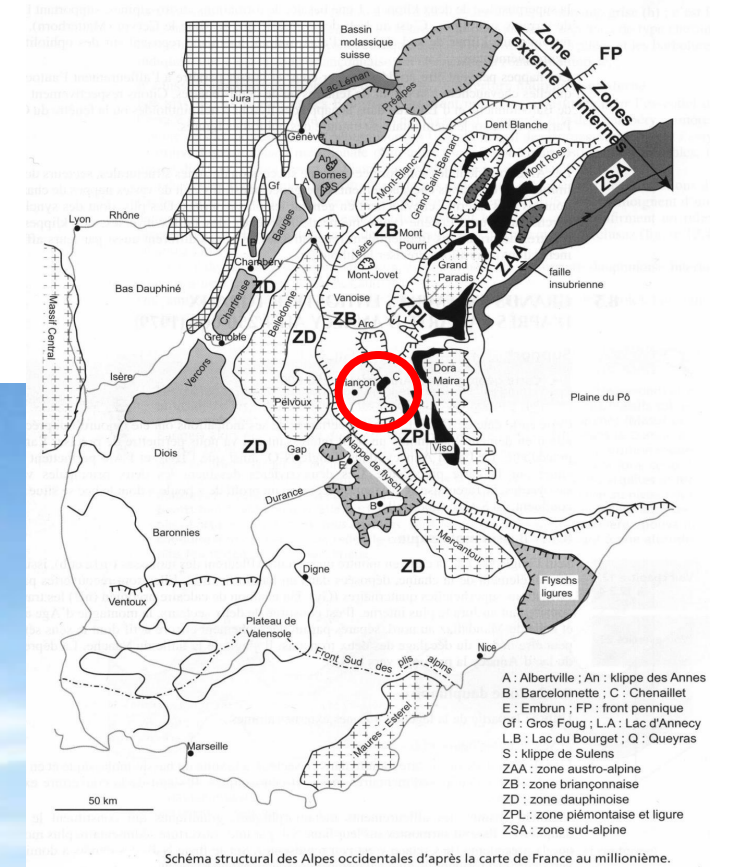 Bassin
molassique
suisse
Zone
externe
Zones
internes
FP
Jura
Lac Léman
Préalpes
Genève
Dent Blanche
An
Bornes
S
Mont-Blanc
Grand Saint-Bernard
Mont Rose
ZSA
Gf
L.A
Lyon
Rhône
Bauges
A
ZB
Mont
Pourri
ZPL
ZAA
L.B
Isère
Chambéry
Mont-Jovet
Grand
Paradis
faille
insubrienne
Bas Dauphiné
ZD
Chartreuse
Belledonne
Vanoise
ZB
Arc
ZPL
Massif Central
Grenoble
ZD
Isère
Vercors
iançon
C
Dora
Maira
Plaine du Pô
Pelvoux
Q
ZPL
Viso
Diois
ZD
Gap
E
Nappe de flysch
Durance
B
Baronnies
Mercantour
ZD
Digne
Flyschs
ligures
Ventoux
Plateau de
Valensole
Nice
Front Sud des plis alpins
Maures - Esterel
Marseille
A : Albertville ; An : klippe des Annes
B : Barcelonnette ; C : Chenaillet
E : Embrun ; FP : front pennique
Gf : Gros Foug ; L.A : Lac d'Annecy
L.B : Lac du Bourget ; Q : Queyras
S : klippe de Sulens
ZAA : zone austro-alpine
ZB : zone briançonnaise
ZD : zone dauphinoise
ZPL : zone piémontaise et ligure
ZSA : zone sud-alpine
50 km
Schéma structural des Alpes occidentales d'après la carte de France au millionième.